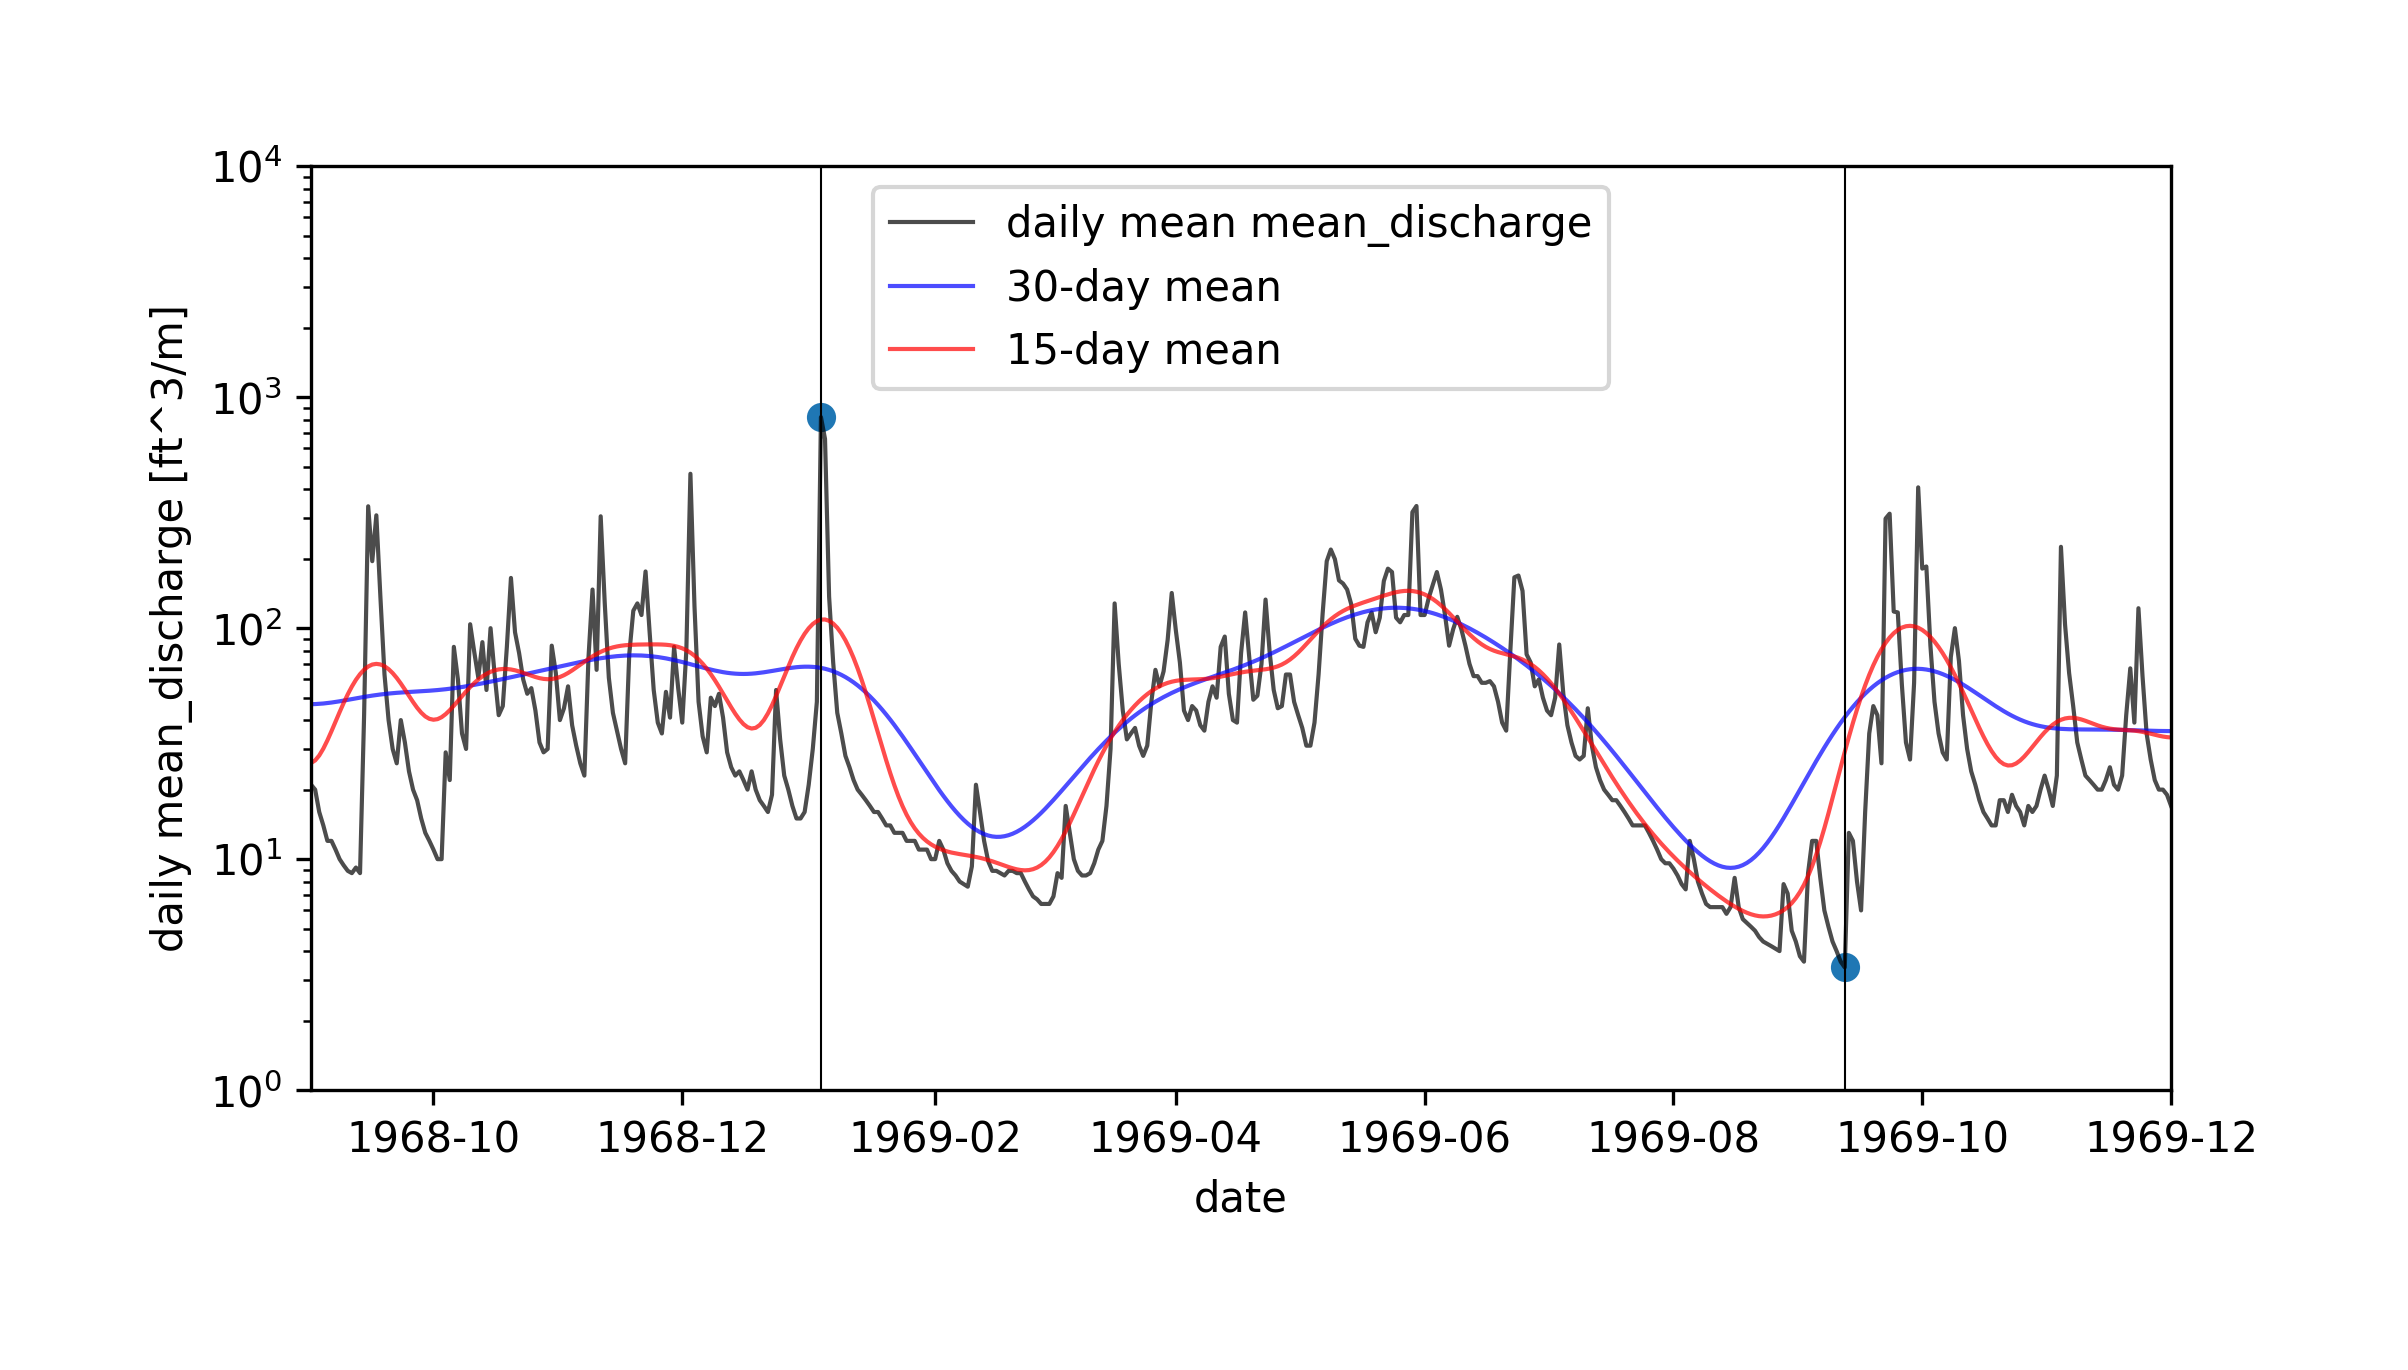 10^4
10^3
10^2
10^1
10^0
daily mean_discharge [ft^3/m]
daily mean mean_discharge
30-day mean
15-day mean
1968-10 1968-12 1969-02 1969-04 1969-06 1969-08 1969-10 1969-12
date